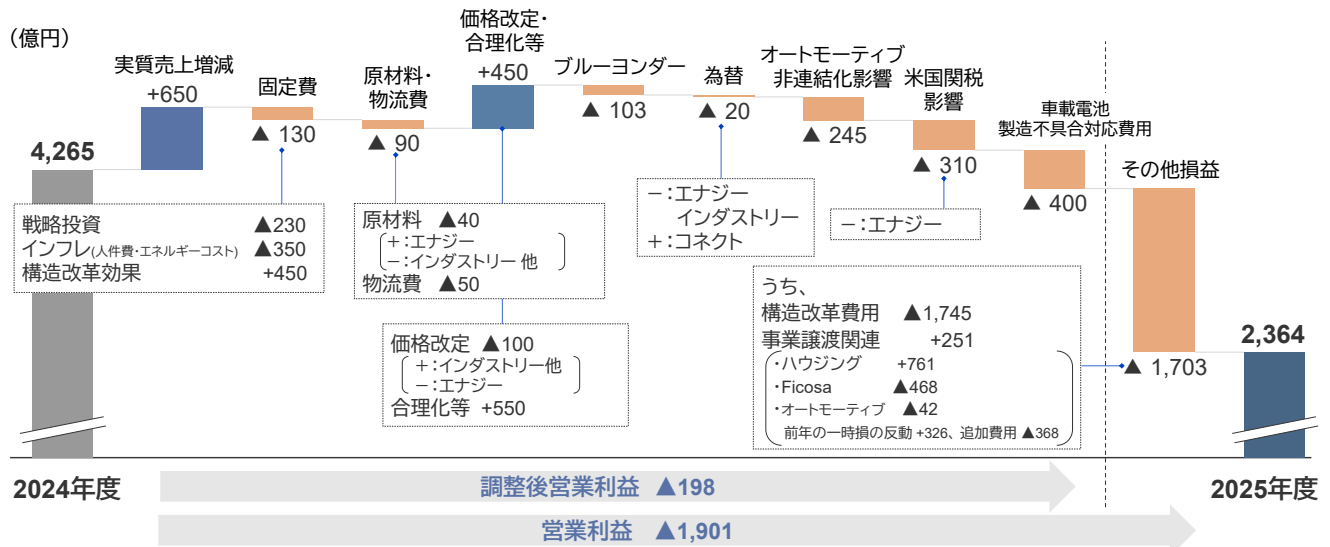 (億円)
実質売上増減
+650
固定費
▲ 130
原材料・
物流費
▲ 90
価格改定・
合理化等
+450
ブルーヨンダー
▲ 103
為替
▲ 20
オートモーティブ
非連結化影響
▲ 245
米国関税
影響
▲ 310
車載電池
製造不具合対応費用
▲ 400
その他損益
▲ 1,703
4,265
2,364
戦略投資 ▲230
インフレ(人件費・エネルギーコスト) ▲350
構造改革効果 +450
原材料 ▲40
+:エナジー
−:インダストリー 他
物流費 ▲50
価格改定 ▲100
+:インダストリー他
−:エナジー
合理化等 +550
−:エナジー
インダストリー
+:コネクト
−:エナジー
うち、
構造改革費用 ▲1,745
事業譲渡関連 +251
・ハウジング +761
・Ficosa ▲468
・オートモーティブ ▲42
前年の一時損の反動 +326、追加費用 ▲368
2024年度
2025年度
調整後営業利益 ▲198
営業利益 ▲1,901